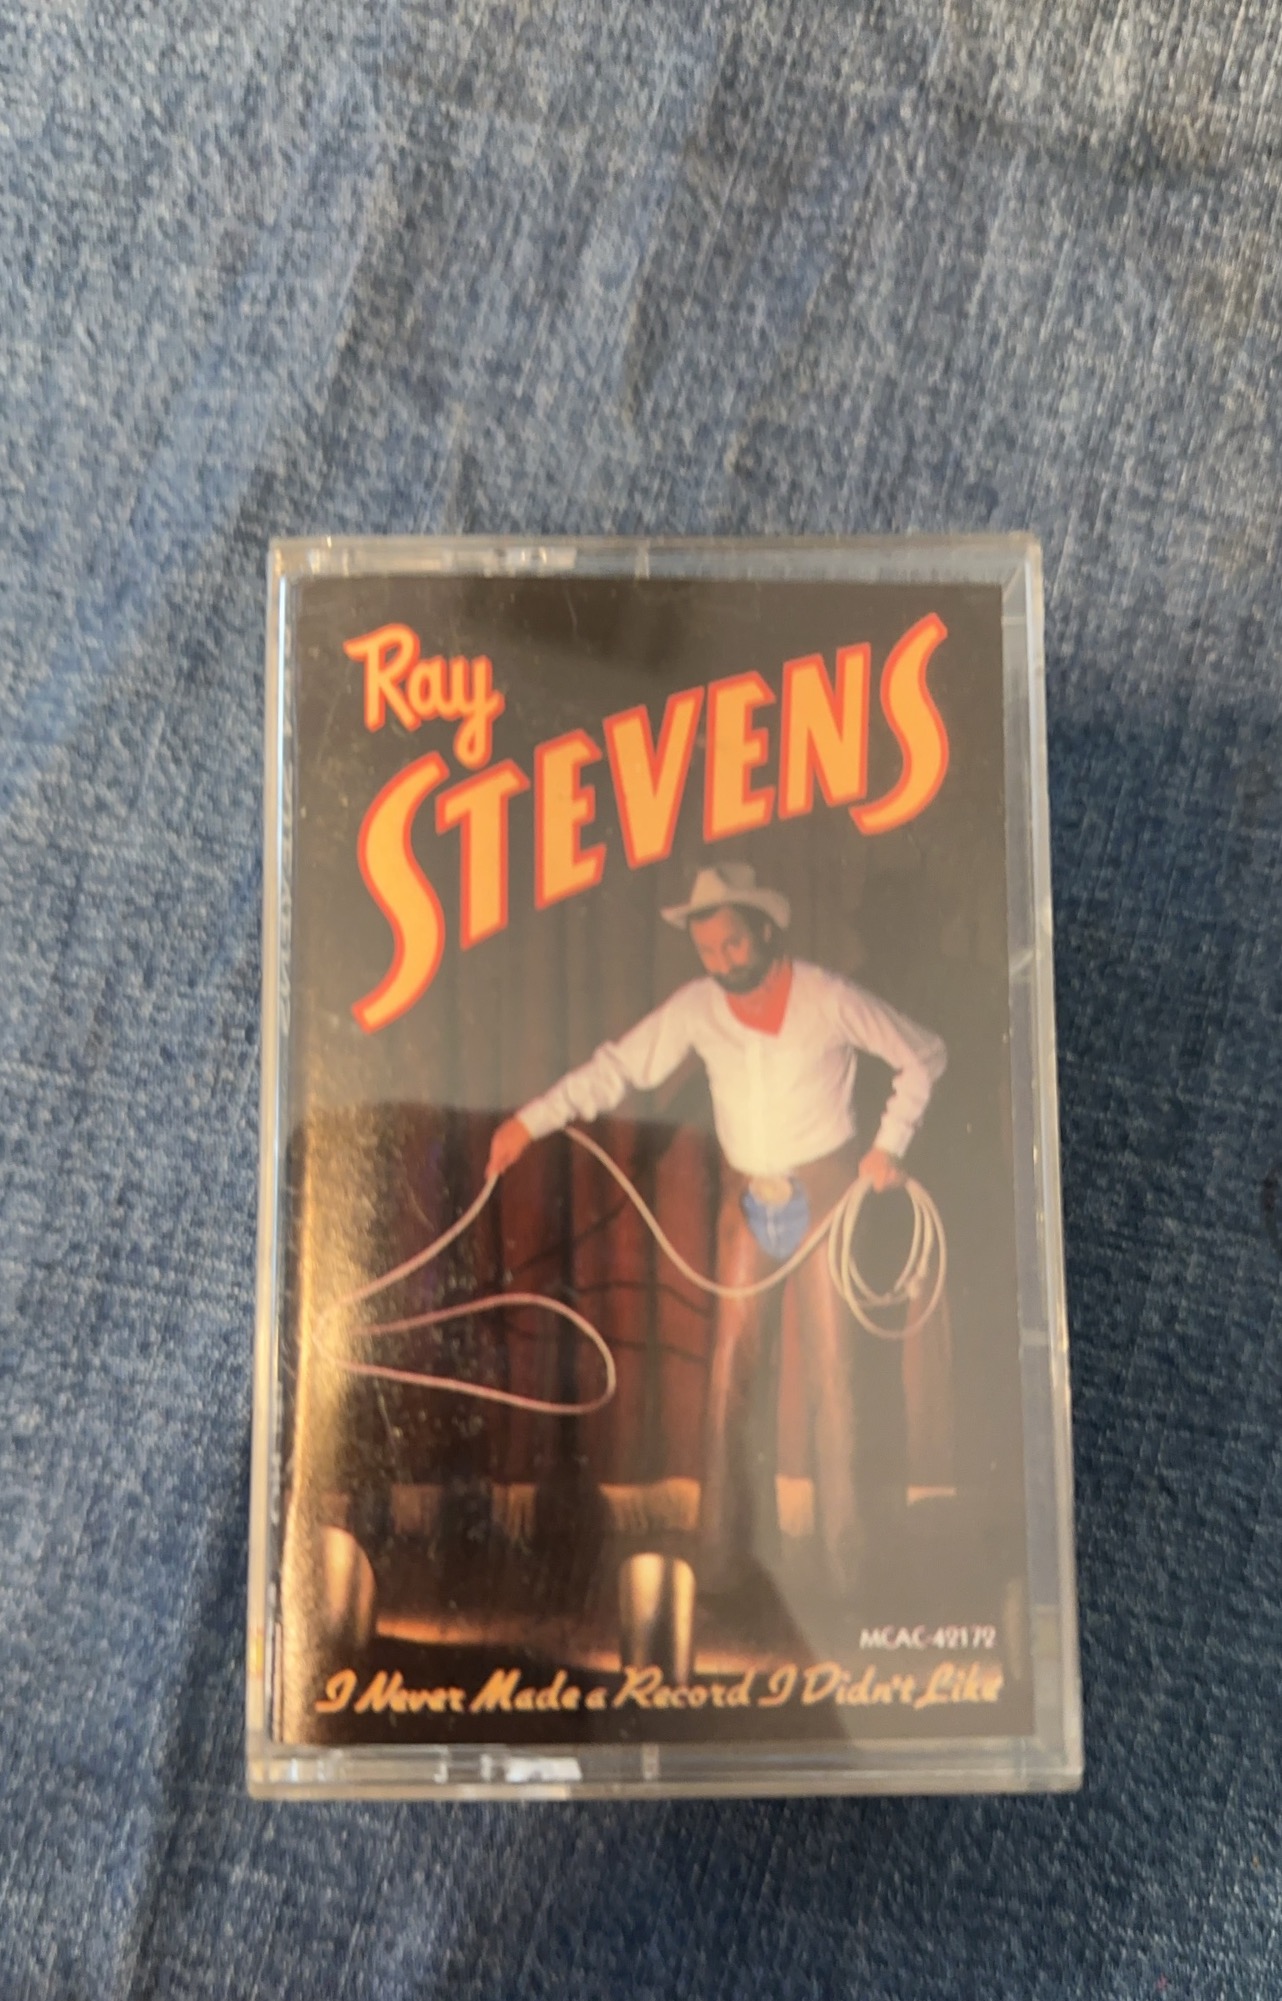 Ray
STEVENS
MCAC-42172
I Never Made a Record I Didn't Like